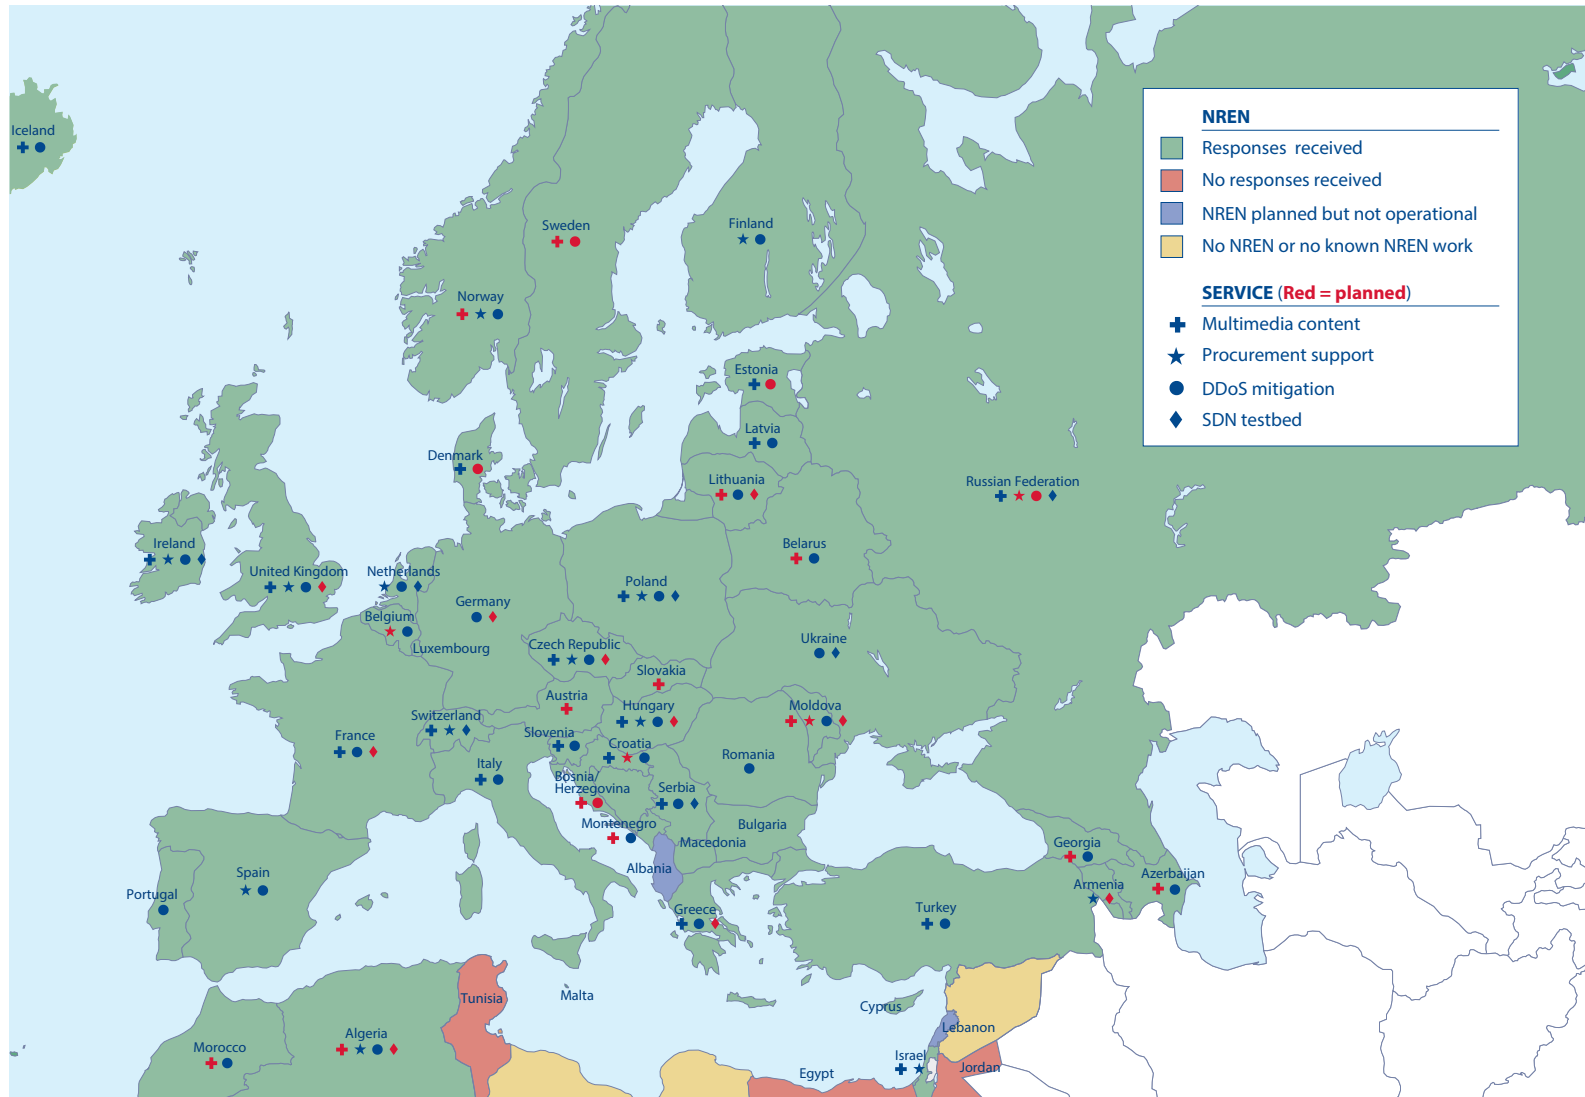 Iceland
Sweden
Finland
Norway
Estonia
Latvia
Denmark
Lithuania
Russian Federation
Ireland
Belarus
United Kingdom
Netherlands
Poland
Germany
Belgium
Ukraine
Czech Republic
Luxembourg
Slovakia
Austria
Hungary
Moldova
Switzerland
Slovenia
France
Croatia
Romania
Italy
Bosnia/
Herzegovina
Serbia
Montenegro
Bulgaria
Macedonia
Georgia
Albania
Spain
Azerbaijan
Armenia
Portugal
Greece
Turkey
Malta
Tunisia
Cyprus
Lebanon
Algeria
Morocco
Israel
Jordan
Egypt
NREN
Responses received
No responses received
NREN planned but not operational
No NREN or no known NREN work
SERVICE (Red = planned)
Multimedia content
Procurement support
DDoS mitigation
SDN testbed